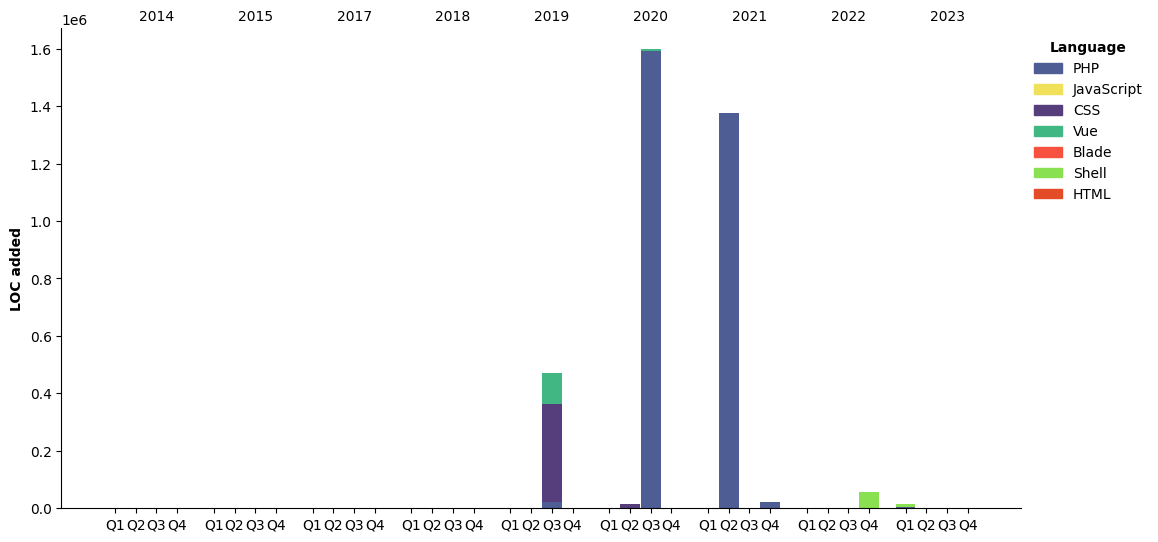 2014 2015 2017 2018 2019 2020 2021 2022 2023
1e6
Language
PHP
JavaScript
CSS
Vue
Blade
Shell
HTML
LOC added
1.6
1.4
1.2
1.0
0.8
0.6
0.4
0.2
0.0
Q1 Q2 Q3 Q4 Q1 Q2 Q3 Q4 Q1 Q2 Q3 Q4 Q1 Q2 Q3 Q4 Q1 Q2 Q3 Q4 Q1 Q2 Q3 Q4 Q1 Q2 Q3 Q4 Q1 Q2 Q3 Q4 Q1 Q2 Q3 Q4